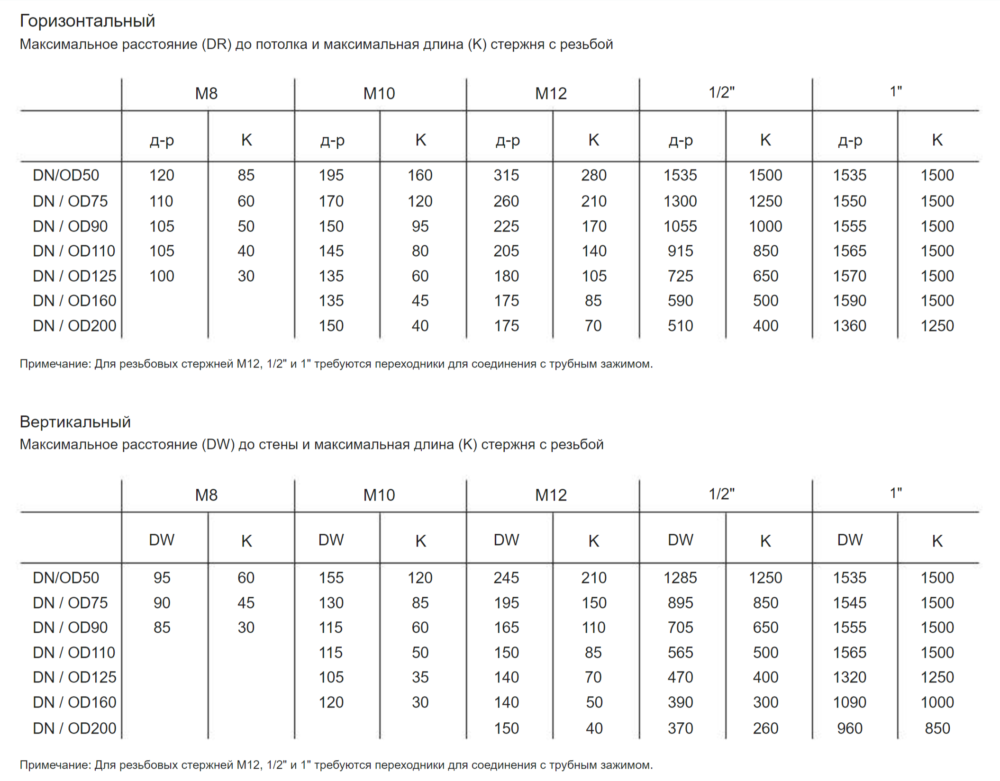 Горизонтальный
Максимальное расстояние (DR) до потолка и максимальная длина (K) стержня с резьбой
M8 M10 M12 1/2" 1"
д-р K д-р K д-р K д-р K д-р K
DN/OD50 120 85 195 160 315 280 1535 1500 1535 1500
DN / OD75 110 60 170 120 260 210 1300 1250 1550 1500
DN / OD90 105 50 150 95 225 170 1055 1000 1555 1500
DN / OD110 105 40 145 80 205 140 915 850 1565 1500
DN / OD125 100 30 135 60 180 105 725 650 1570 1500
DN / OD160 135 45 175 85 590 500 1590 1500
DN / OD200 150 40 175 70 510 400 1360 1250
Примечание: Для резьбовых стержней M12, 1/2" и 1" требуются переходники для соединения с трубным зажимом.
Вертикальный
Максимальное расстояние (DW) до стены и максимальная длина (K) стержня с резьбой
M8 M10 M12 1/2" 1"
DW K DW K DW K DW K DW K
DN/OD50 95 60 155 120 245 210 1285 1250 1535 1500
DN / OD75 90 45 130 85 195 150 895 850 1545 1500
DN / OD90 85 30 115 60 165 110 705 650 1555 1500
DN / OD110 115 50 150 85 565 500 1565 1500
DN / OD125 105 35 140 70 470 400 1320 1250
DN / OD160 120 30 140 50 390 300 1090 1000
DN / OD200 150 40 370 260 960 850
Примечание: Для резьбовых стержней M12, 1/2" и 1" требуются переходники для соединения с трубным зажимом.